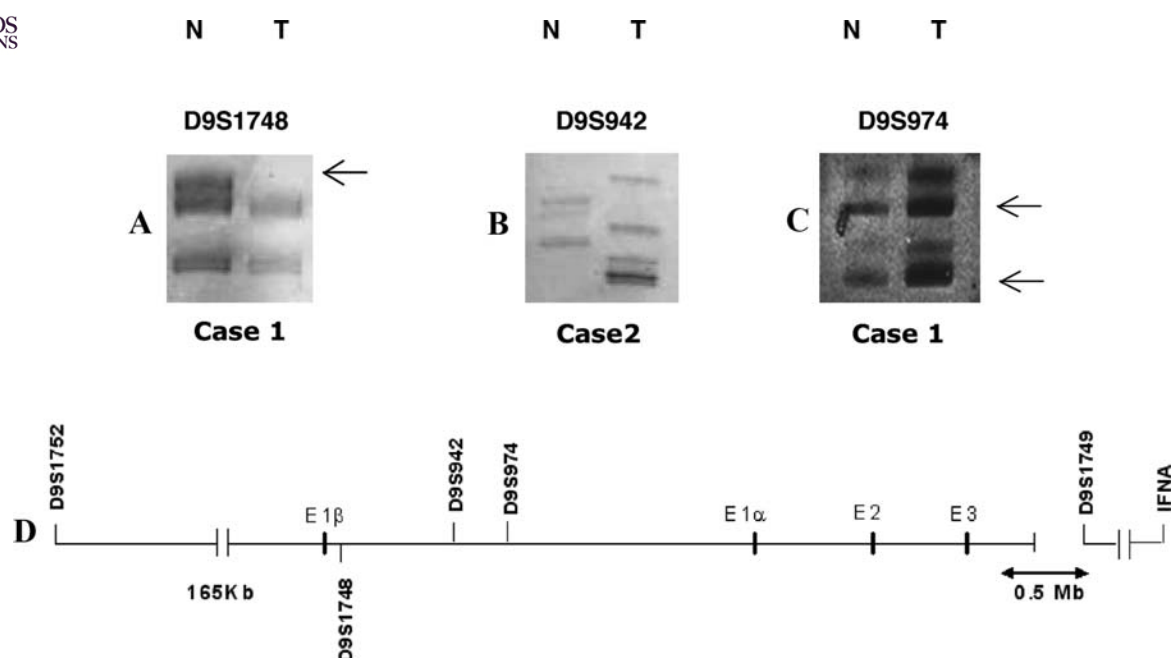 N T N T N T
D9S1748 D9S942 D9S974
A B C
Case 1 Case2 Case 1
D9S1752 D9S942 D9S974 D9S1749 IFNA
D E 1β E 1α E 2 E 3
165Kb D9S1748 0.5 Mb